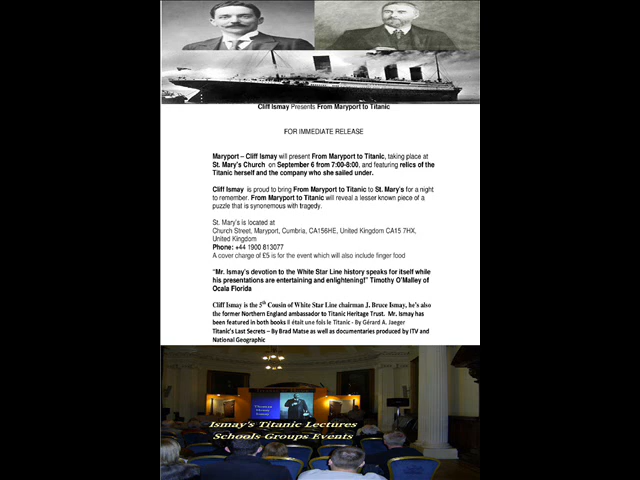 Cliff Ismay Presents From Maryport to Titanic
FOR IMMEDIATE RELEASE
Maryport – Cliff Ismay will present From Maryport to Titanic, taking place at
St. Mary's Church on September 6 from 7:00-8:00, and featuring relics of the
Titanic herself and the company who she sailed under.
Cliff Ismay is proud to bring From Maryport to Titanic to St. Mary's for a night
to remember. From Maryport to Titanic will reveal a lesser known piece of a
puzzle that is synonemous with tragedy.
St. Mary's is located at
Church Street, Maryport, Cumbria, CA156HE, United Kingdom CA15 7HX,
United Kingdom
Phone: +44 1900 813077
A cover charge of £5 is for the event which will also include finger food
"Mr. Ismay's devotion to the White Star Line history speaks for itself while
his presentations are entertaining and enlightening!" Timothy O'Malley of
Ocala Florida
Cliff Ismay is the 5th Cousin of White Star Line chairman J. Bruce Ismay, he's also
the former Northern England ambassador to Titanic Heritage Trust. Mr. Ismay has
been featured in both books Il était une fois le Titanic - By Gérard A. Jaeger
Titanic's Last Secrets – By Brad Matse as well as documentaries produced by ITV and
National Geographic
Ismay's Titanic Lectures
Schools Groups Events